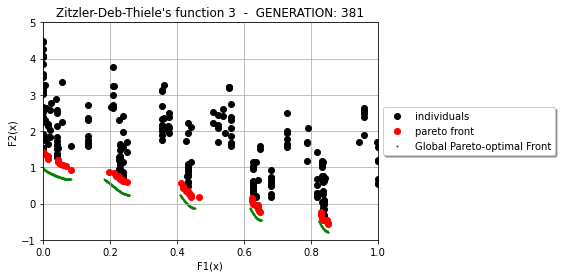 Zitzler-Deb-Thiele's function 3 - GENERATION: 381
5
4
3
2
1
0
-1
F2(x)
0.0 0.2 0.4 0.6 0.8 1.0
F1(x)
individuals
pareto front
Global Pareto-optimal Front